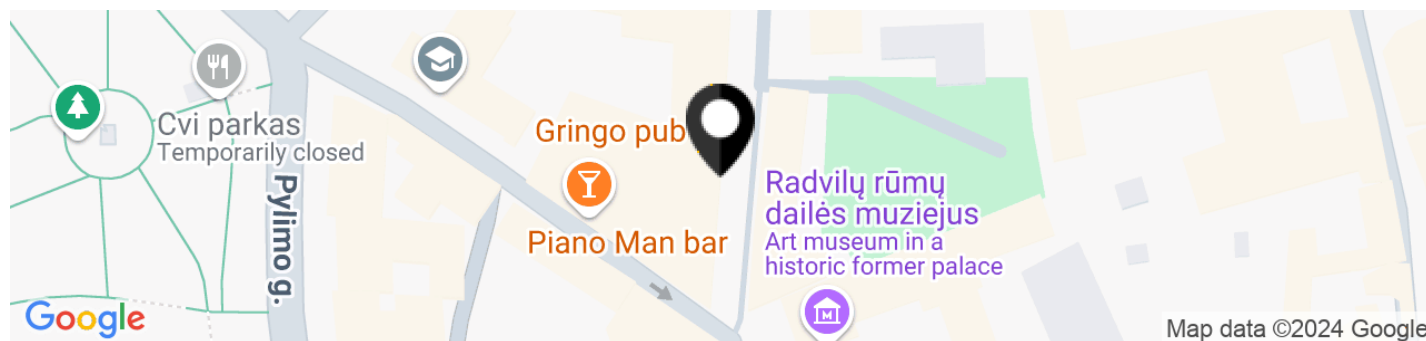 Cvi parkas
Temporarily closed
Pylimo g.
Gringo pub
Piano Man bar
Radvilų rūmų
dailės muziejus
Art museum in a
historic former palace
M
Google
Map data ©2024 Google